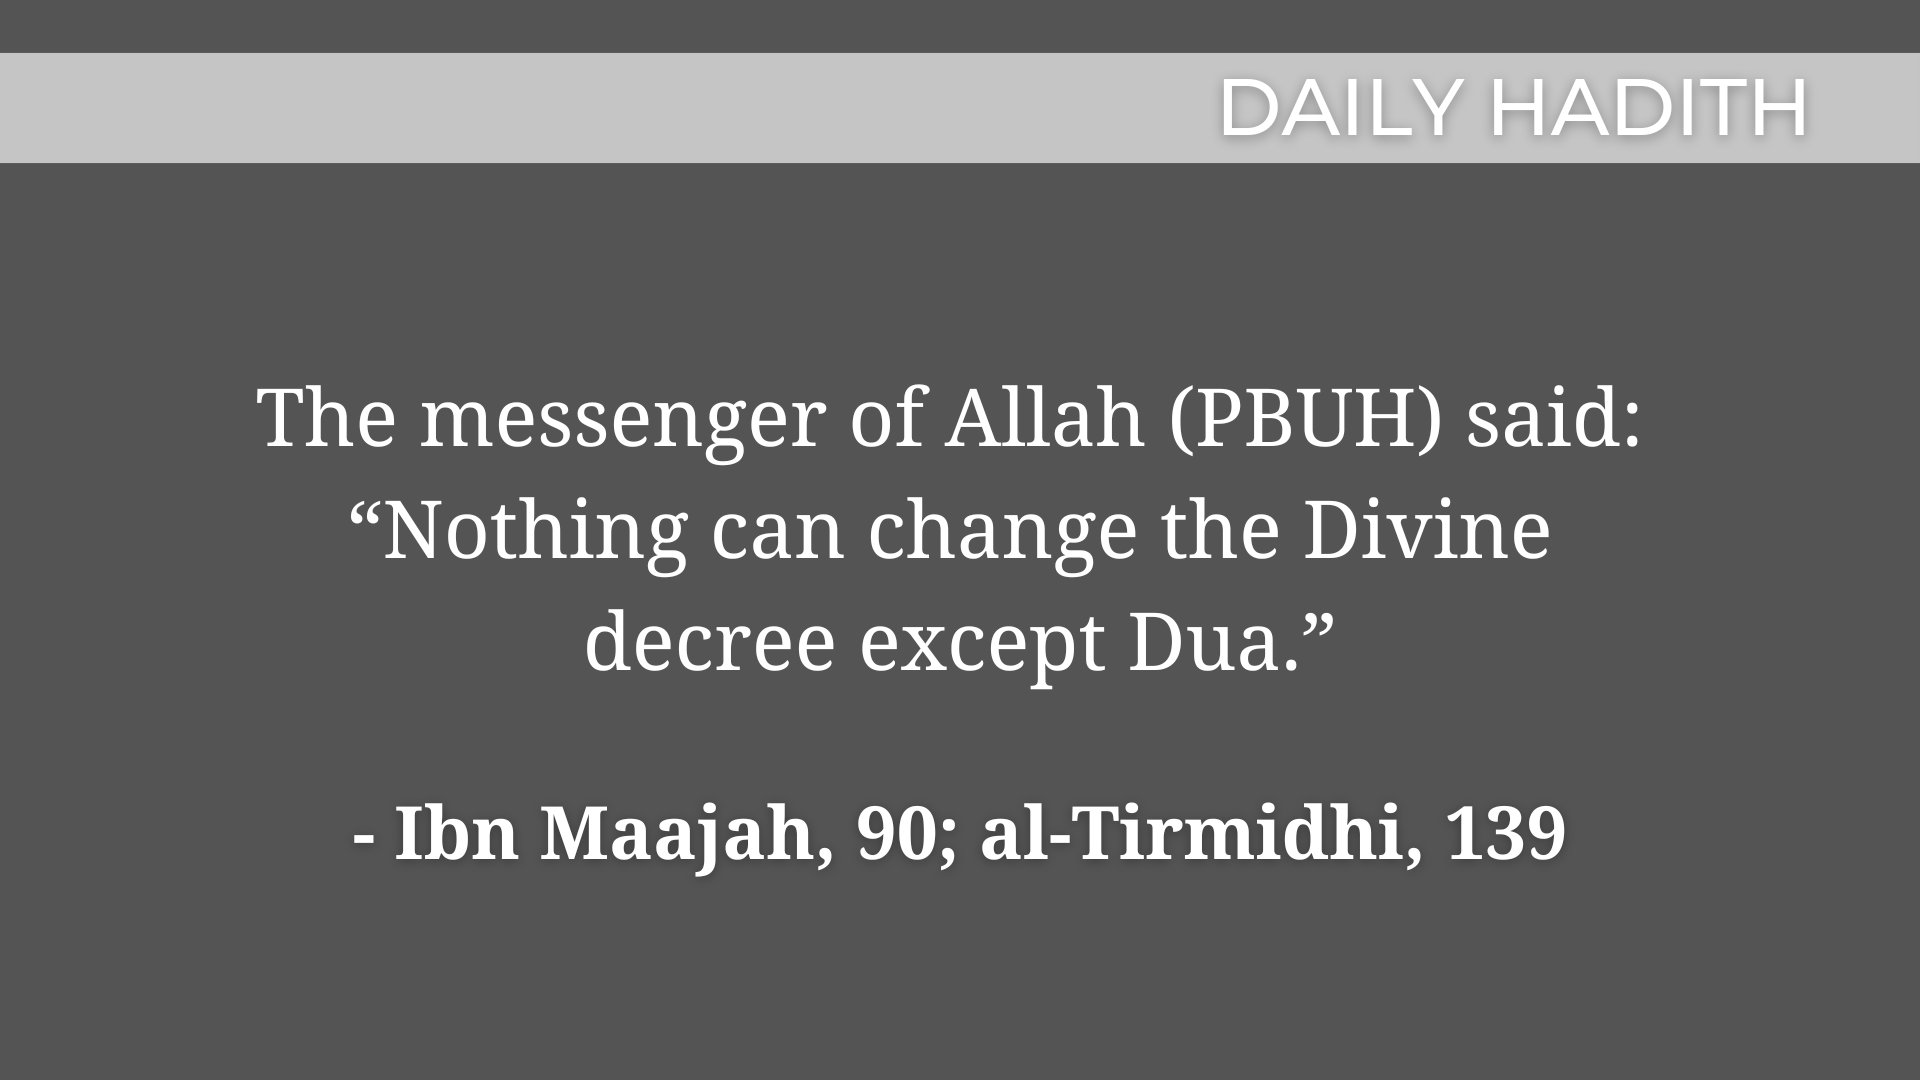 DAILY HADITH
The messenger of Allah (PBUH) said:
“Nothing can change the Divine
decree except Dua.”
- Ibn Maajah, 90; al-Tirmidhi, 139